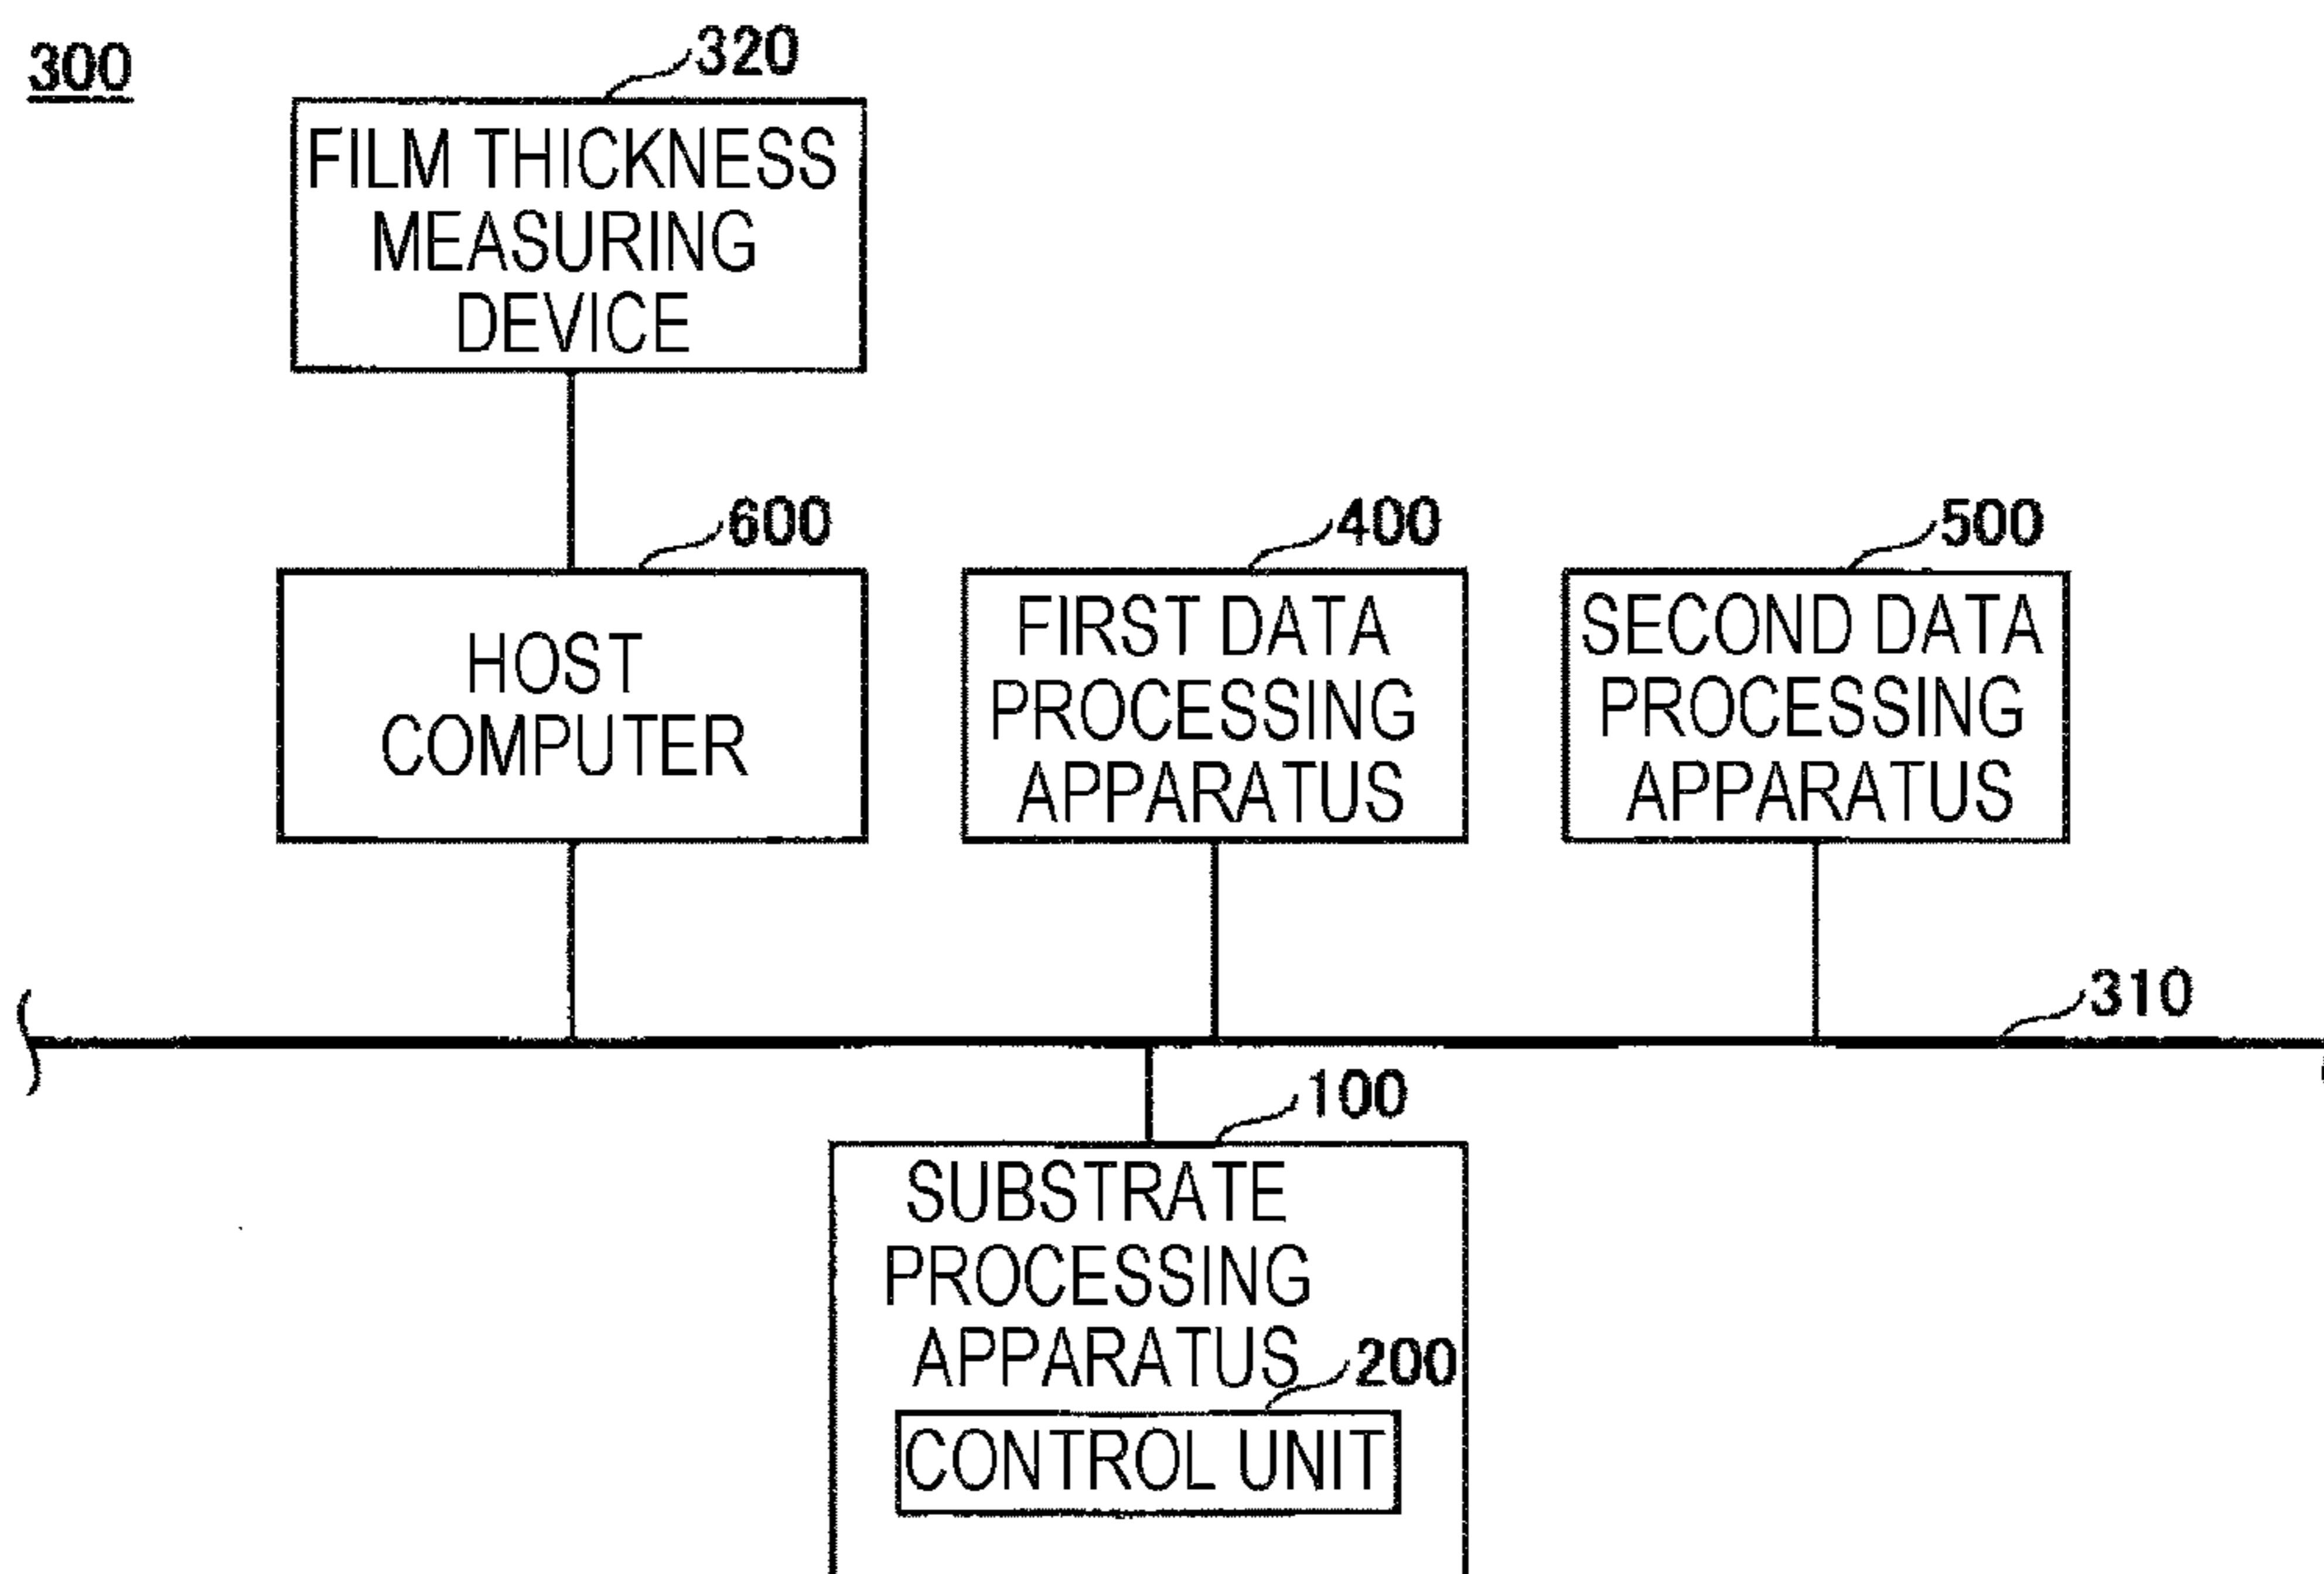 300
320
FILM THICKNESS
MEASURING
DEVICE
600
HOST
COMPUTER
400
FIRST DATA
PROCESSING
APPARATUS
500
SECOND DATA
PROCESSING
APPARATUS
310
100
SUBSTRATE
PROCESSING
APPARATUS
200
CONTROL UNIT